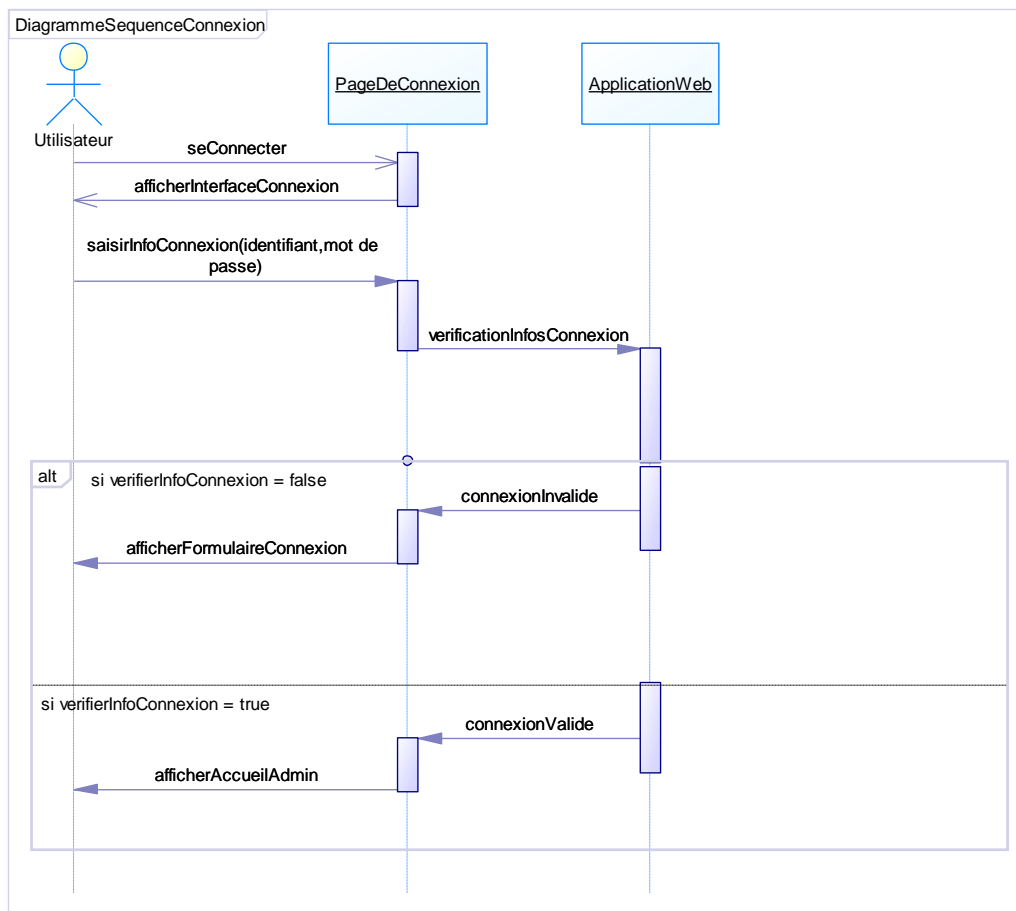 DiagrammeSequenceConnexion
PageDeConnexion
ApplicationWeb
Utilisateur
seConnecter
afficherInterfaceConnexion
saisirInfoConnexion(identifiant,mot de
passe)
verificationInfosConnexion
alt
si verifierInfoConnexion = false
connexionInvalide
afficherFormulaireConnexion
si verifierInfoConnexion = true
connexionValide
afficherAccueilAdmin